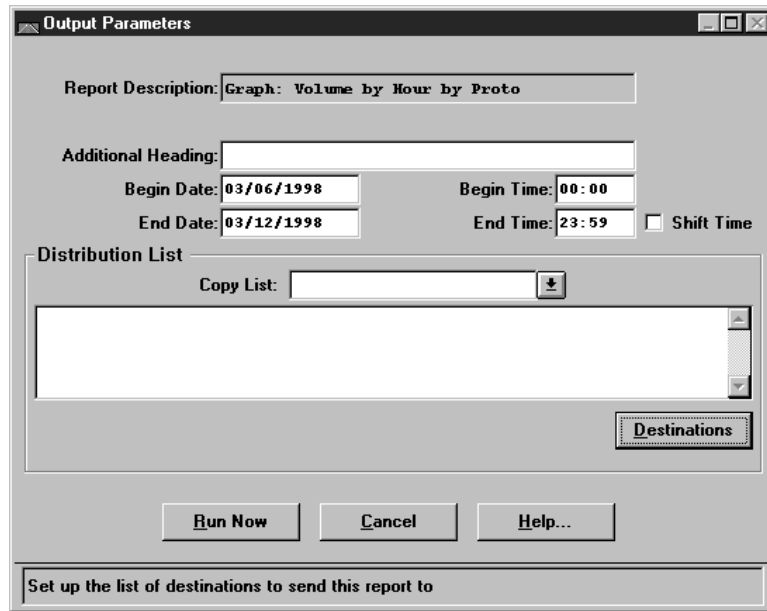 Output Parameters
Report Description: Graph: Volume by Hour by Proto
Additional Heading:
Begin Date: 03/06/1998 Begin Time: 00:00
End Date: 03/12/1998 End Time: 23:59 Shift Time
Distribution List
Copy List:
Destinations
Run Now Cancel Help...
Set up the list of destinations to send this report to